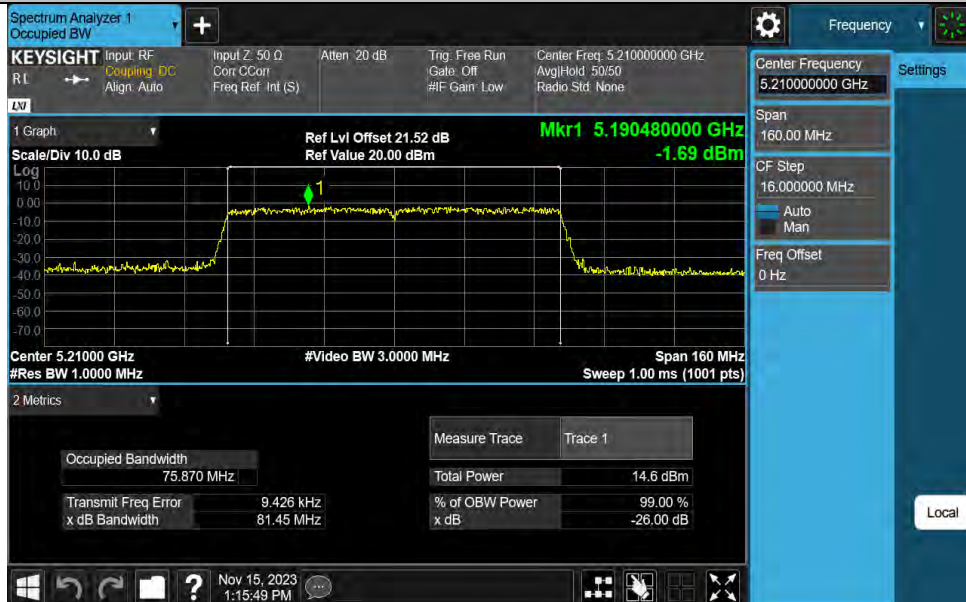 Spectrum Analyzer 1
Occupied BW
+
Frequency
KEYSIGHT
Input: RF
Coupling: DC
Align: Auto
Input Z: 50 Ω
Corr CCorr
Freq Ref: Int (S)
Atten: 20 dB
Trig: Free Run
Gate: Off
#IF Gain: Low
Center Freq: 5.210000000 GHz
Avg|Hold: 50/50
Radio Std: None
LXI
Center Frequency
5.210000000 GHz
Settings
Span
160.00 MHz
CF Step
16.000000 MHz
Auto
Man
Freq Offset
0 Hz
1 Graph
Scale/Div 10.0 dB
Ref Lvl Offset 21.52 dB
Ref Value 20.00 dBm
Mkr1 5.190480000 GHz
-1.69 dBm
Log
10.0
0.00
-10.0
-20.0
-30.0
-40.0
-50.0
-60.0
-70.0
1
Center 5.21000 GHz
#Res BW 1.0000 MHz
#Video BW 3.0000 MHz
Span 160 MHz
Sweep 1.00 ms (1001 pts)
2 Metrics
Measure Trace Trace 1
Occupied Bandwidth
75.870 MHz
Total Power 14.6 dBm
Transmit Freq Error 9.426 kHz
% of OBW Power 99.00 %
x dB Bandwidth 81.45 MHz
x dB -26.00 dB
Local
?
Nov 15, 2023
1:15:49 PM